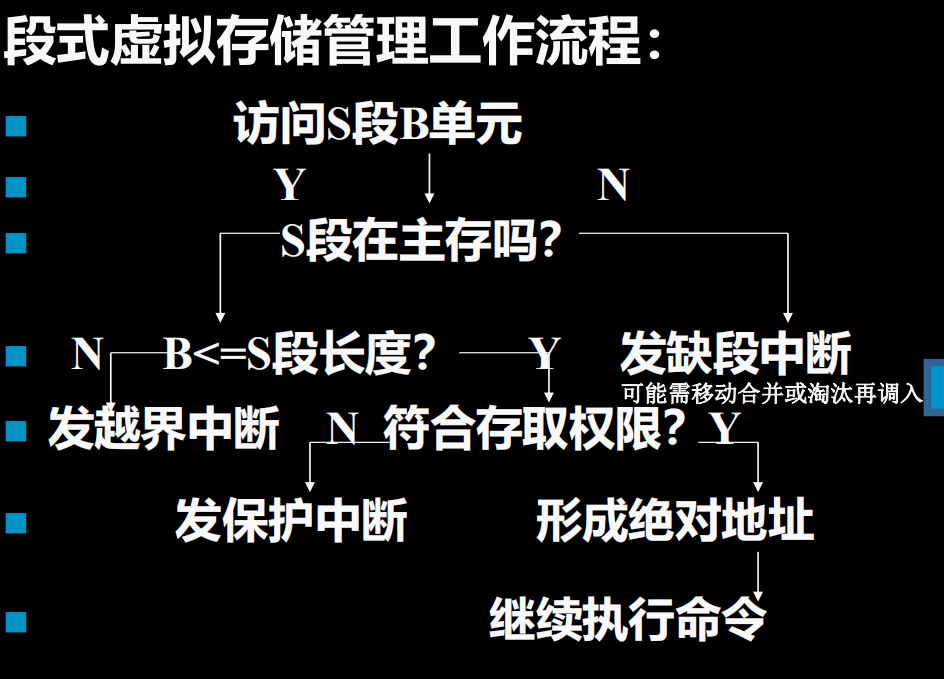 段式虚拟存储管理工作流程：
访问S段B单元
Y N
S段在主存吗？
N B<=S段长度？ Y 发缺段中断
可能需移动合并或淘汰再调入
发越界中断 N 符合存取权限？ Y
发保护中断 形成绝对地址
继续执行命令